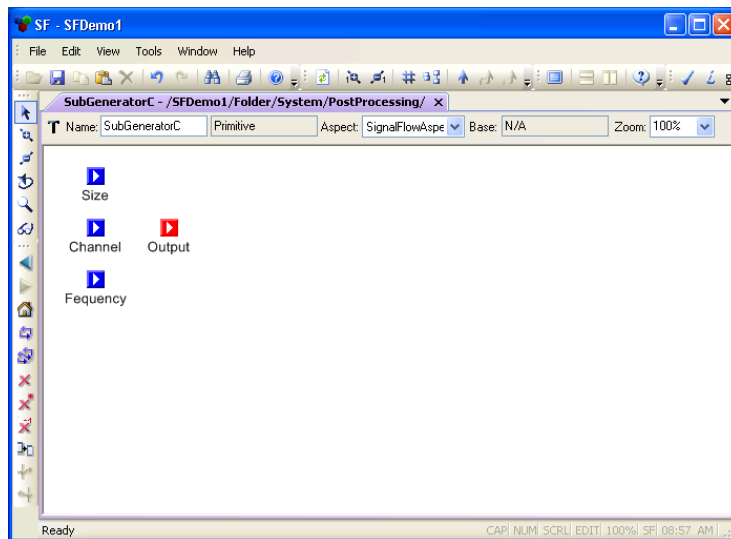 SF - SFDemo1
File Edit View Tools Window Help
SubGeneratorC - /SFDemo1/Folder/System/PostProcessing/
Name: SubGeneratorC Primitive Aspect: SignalFlowAspe Base: N/A Zoom: 100%
Size
Channel Output
Fequency
Ready CAP NUM SCRL EDIT 100% SF 08:57 AM